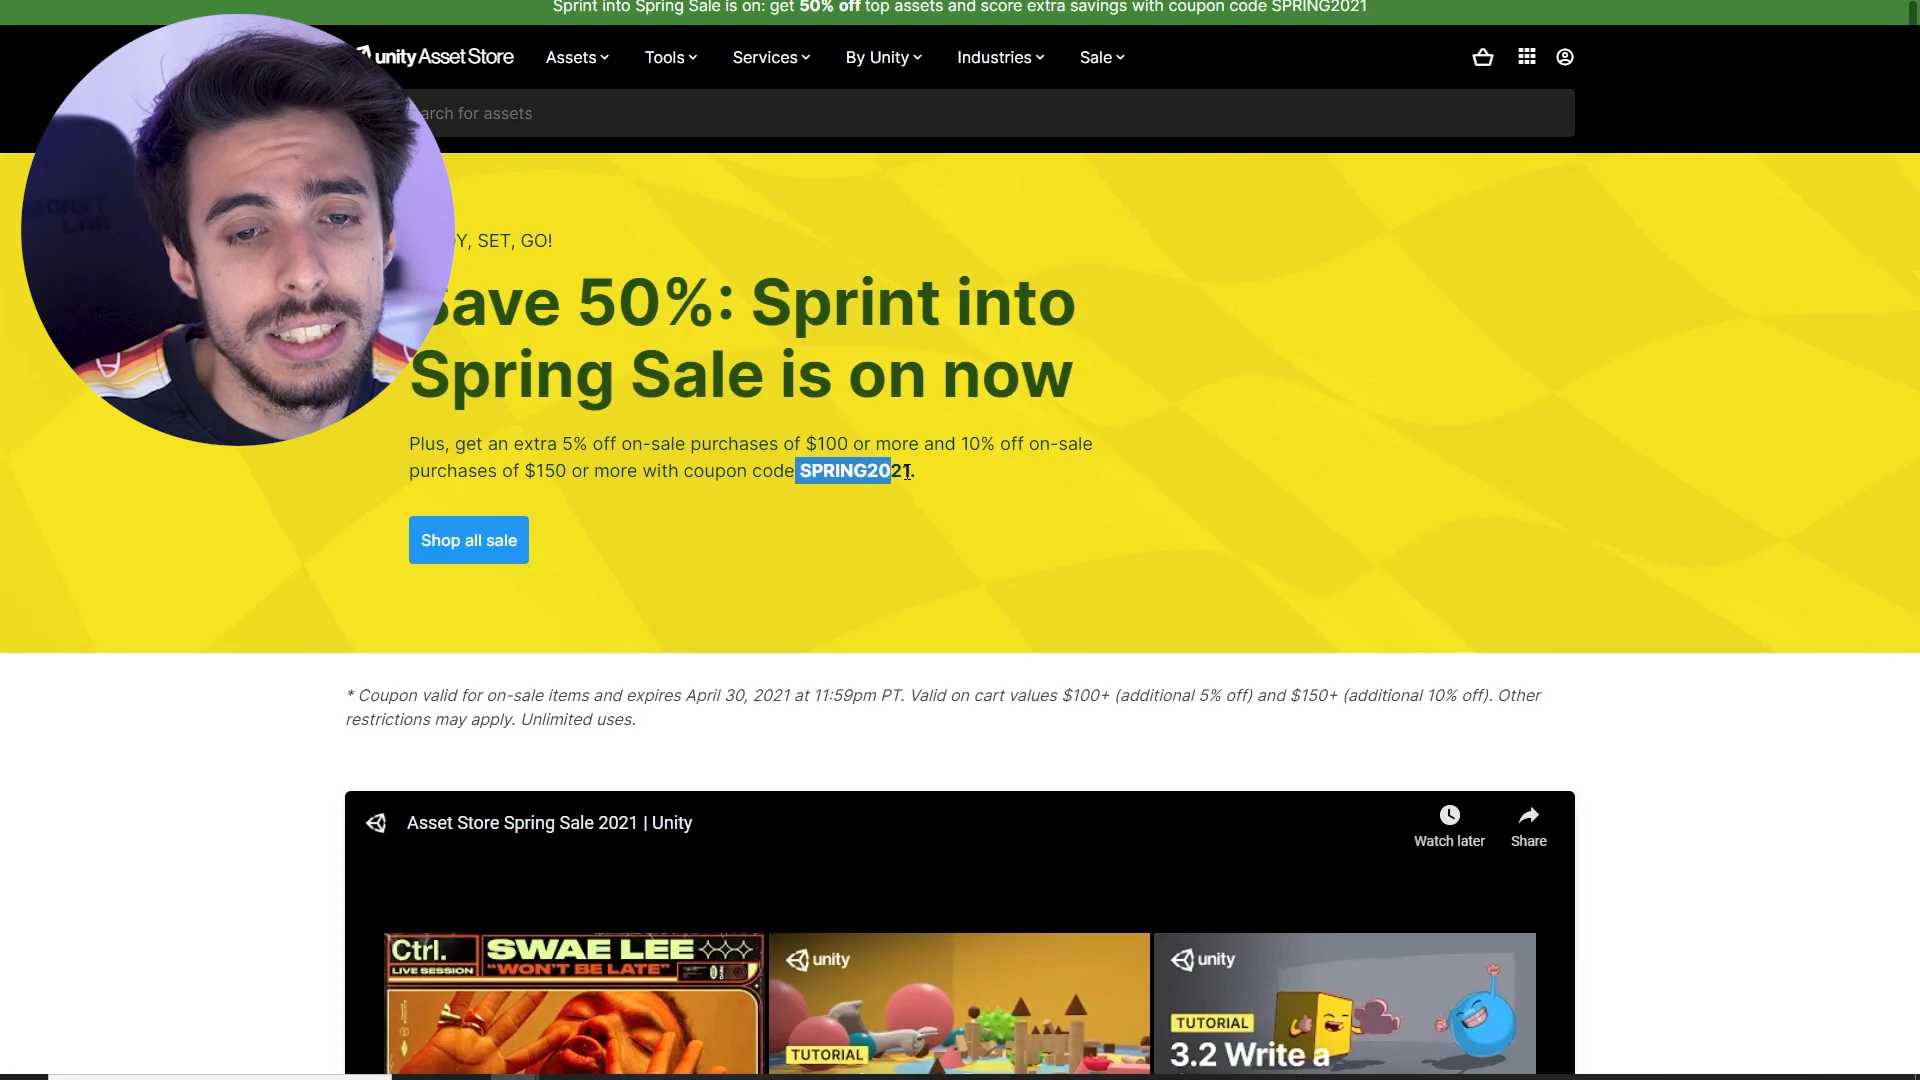 Sprint into Spring Sale is on: get 50% off top assets and score extra savings with coupon code SPRING2021
unity Asset Store
Assets
Tools
Services
By Unity
Industries
Sale
arch for assets
Y, SET, GO!
Save 50%: Sprint into
Spring Sale is on now
Plus, get an extra 5% off on-sale purchases of $100 or more and 10% off on-sale
purchases of $150 or more with coupon code SPRING2021.
Shop all sale
* Coupon valid for on-sale items and expires April 30, 2021 at 11:59pm PT. Valid on cart values $100+ (additional 5% off) and $150+ (additional 10% off). Other
restrictions may apply. Unlimited uses.
Asset Store Spring Sale 2021 | Unity
Watch later
Share
Ctrl.
LIVE SESSION
SWAE LEE
"WON'T BE LATE"
unity
TUTORIAL
unity
TUTORIAL
3.2 Write a